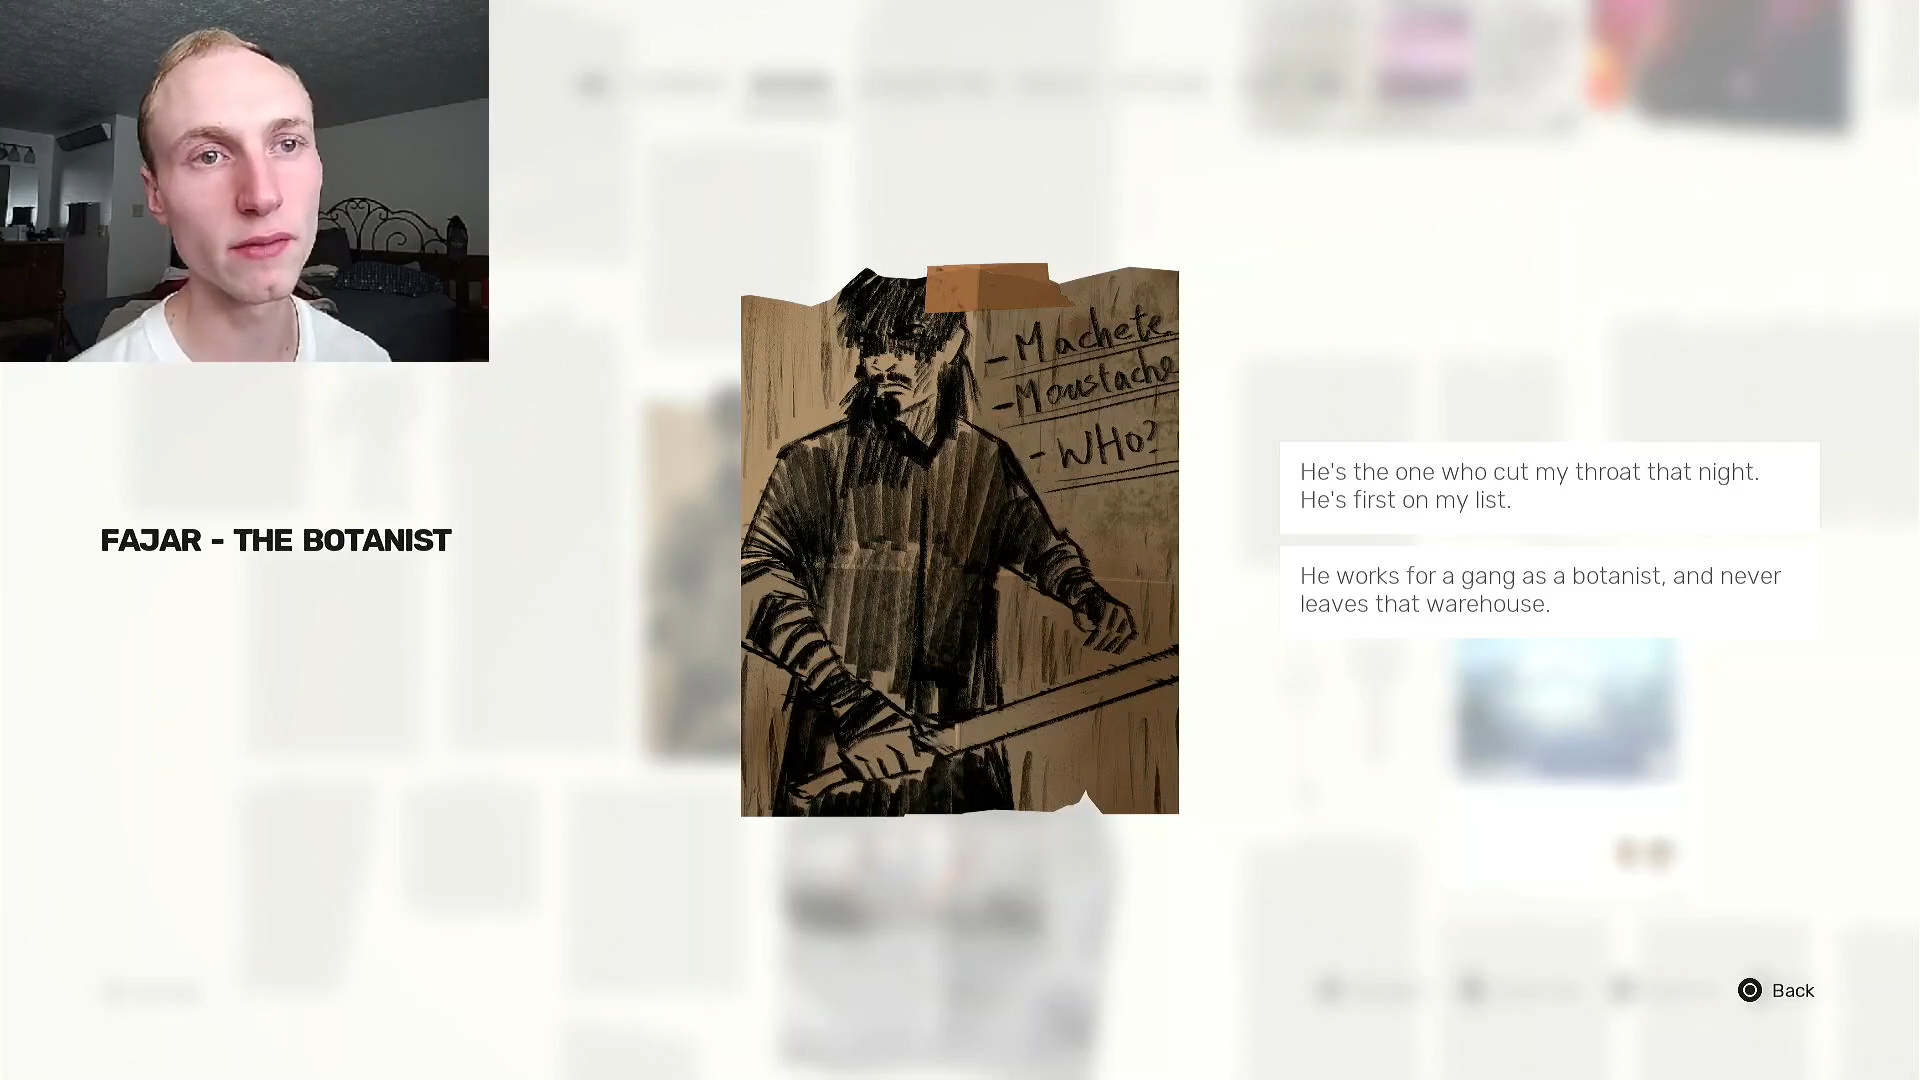 FAJAR - THE BOTANIST
- Machete
- Moustache
- WHO?
He's the one who cut my throat that night.
He's first on my list.
He works for a gang as a botanist, and never
leaves that warehouse.
Back